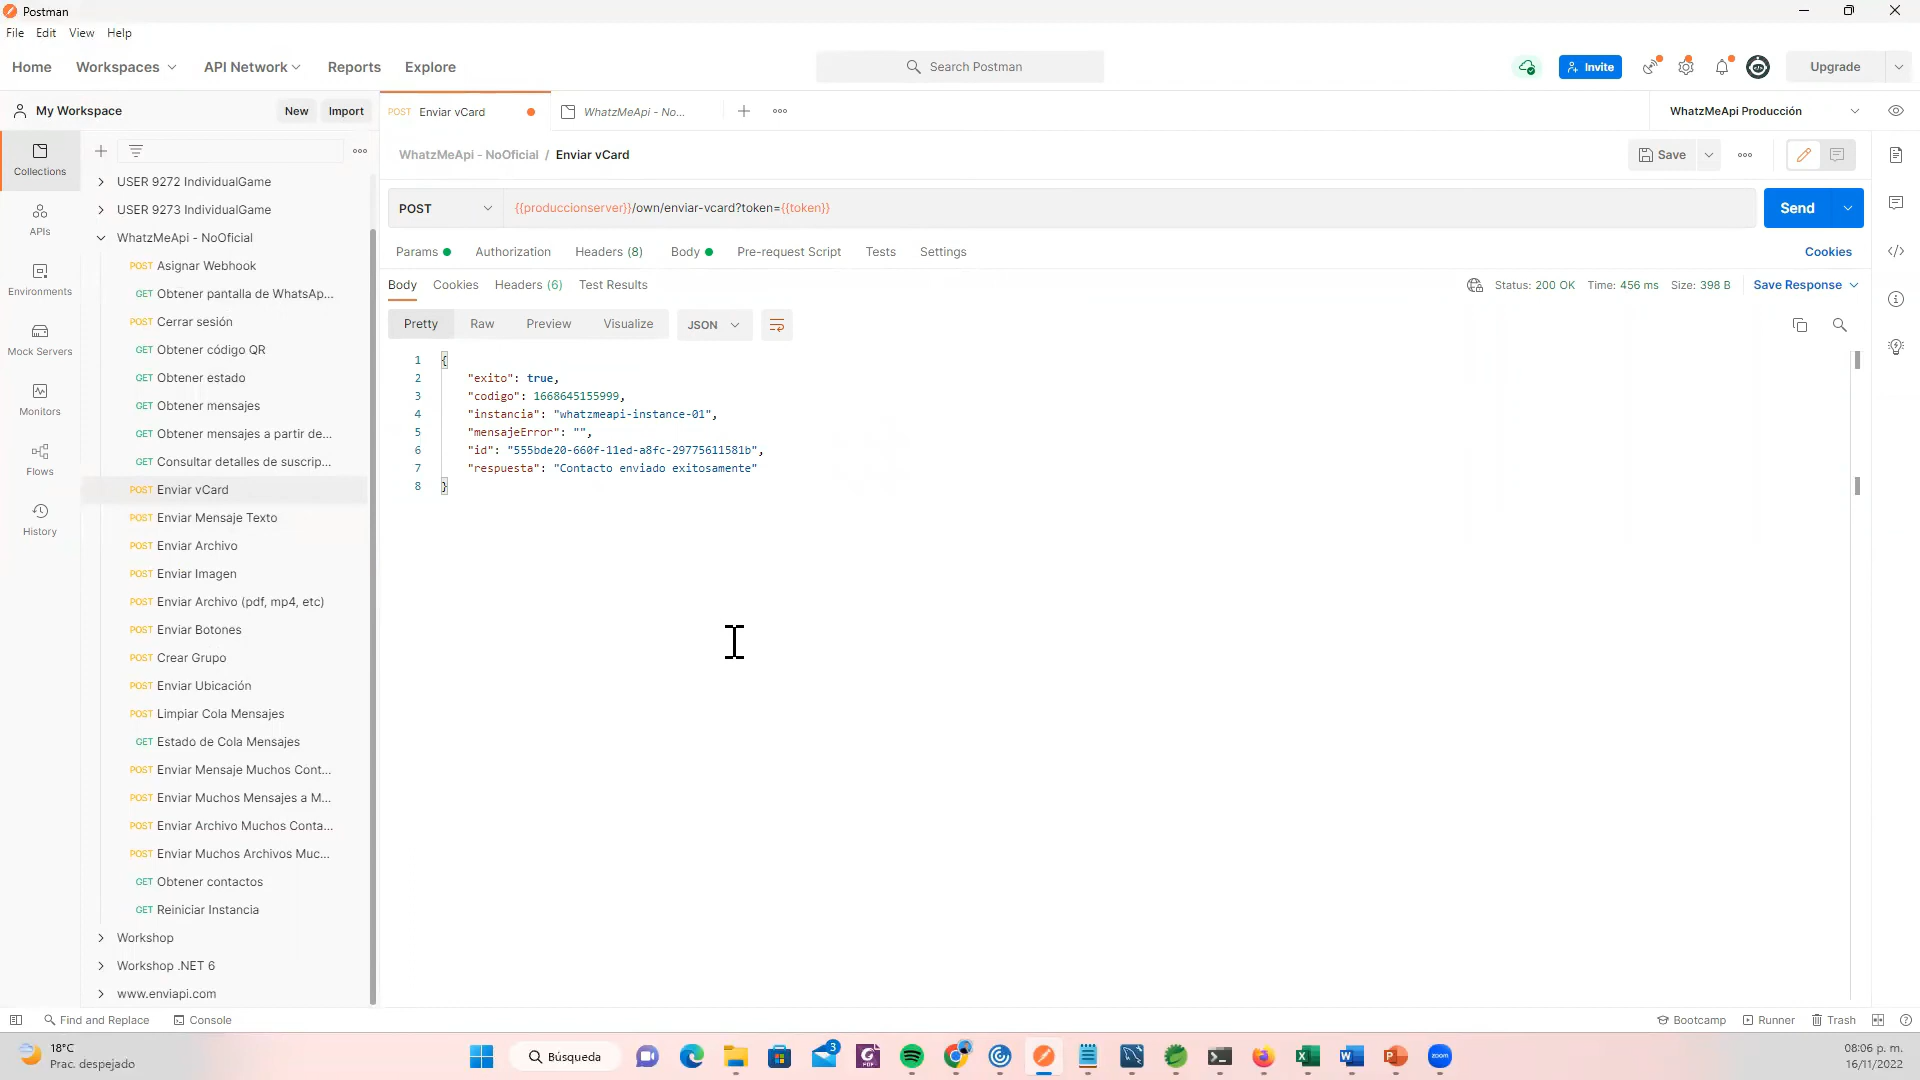 Postman
File Edit View Help
Home Workspaces API Network Reports Explore
Search Postman
Invite
Upgrade
My Workspace
New Import
POST Enviar vCard
WhatzMeApi - No...
WhatzMeApi Producción
Collections
APIs
Environments
Mock Servers
Monitors
Flows
History
USER 9272 IndividualGame
USER 9273 IndividualGame
WhatzMeApi - NoOficial
POST Asignar Webhook
GET Obtener pantalla de WhatsAp...
POST Cerrar sesión
GET Obtener código QR
GET Obtener estado
GET Obtener mensajes
GET Obtener mensajes a partir de...
GET Consultar detalles de suscrip...
POST Enviar vCard
POST Enviar Mensaje Texto
POST Enviar Archivo
POST Enviar Imagen
POST Enviar Archivo (pdf, mp4, etc)
POST Enviar Botones
POST Crear Grupo
POST Enviar Ubicación
POST Limpiar Cola Mensajes
GET Estado de Cola Mensajes
POST Enviar Mensaje Muchos Cont...
POST Enviar Muchos Mensajes a M...
POST Enviar Archivo Muchos Conta...
POST Enviar Muchos Archivos Muc...
GET Obtener contactos
GET Reiniciar Instancia
Workshop
Workshop .NET 6
www.enviapi.com
WhatzMeApi - NoOficial / Enviar vCard
Save
POST
{{produccionserver}}/own/enviar-vcard?token={{token}}
Send
Params Authorization Headers (8) Body Pre-request Script Tests Settings
Cookies
Body Cookies Headers (6) Test Results
Status: 200 OK Time: 456 ms Size: 398 B Save Response
Pretty Raw Preview Visualize JSON
1 {
2 "exito": true,
3 "codigo": 1668645155999,
4 "instancia": "whatzmeapi-instance-01",
5 "mensajeError": "",
6 "id": "555bde20-660f-11ed-a8fc-29775611581b",
7 "respuesta": "Contacto enviado exitosamente"
8 }
Find and Replace Console
Bootcamp Runner Trash
18°C
Prac. despejado
Búsqueda
3
PDF
zoom
08:06 p. m.
16/11/2022